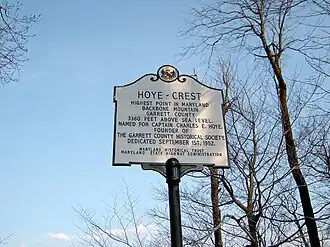 HOYE - CREST
HIGHEST POINT IN MARYLAND
BACKBONE MOUNTAIN
GARRETT COUNTY
3360 FEET ABOVE SEA LEVEL.
NAMED FOR CAPTAIN CHARLES E. HOYE,
FOUNDER OF
THE GARRETT COUNTY HISTORICAL SOCIETY.
DEDICATED SEPTEMBER 1ST, 1952.
MARYLAND HISTORICAL TRUST
MARYLAND STATE HIGHWAY ADMINISTRATION